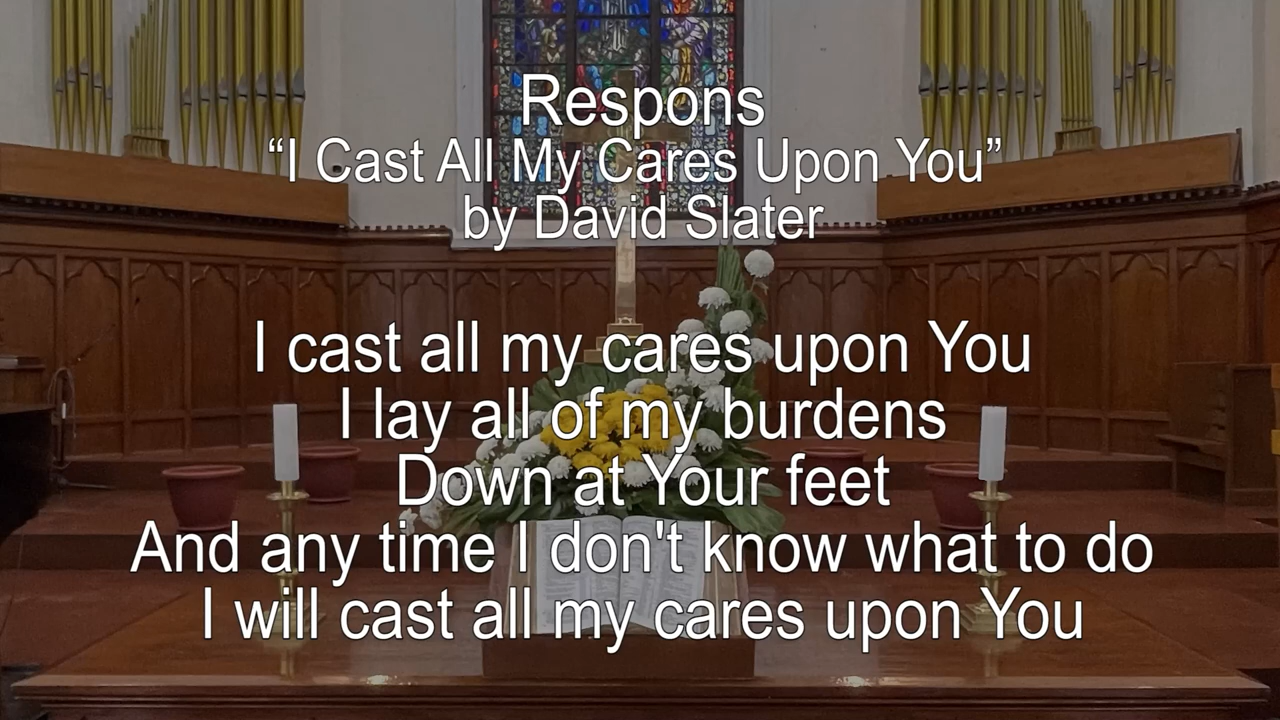 Respons
“I Cast All My Cares Upon You”
by David Slater
I cast all my cares upon You
I lay all of my burdens
Down at Your feet
And any time I don't know what to do
I will cast all my cares upon You